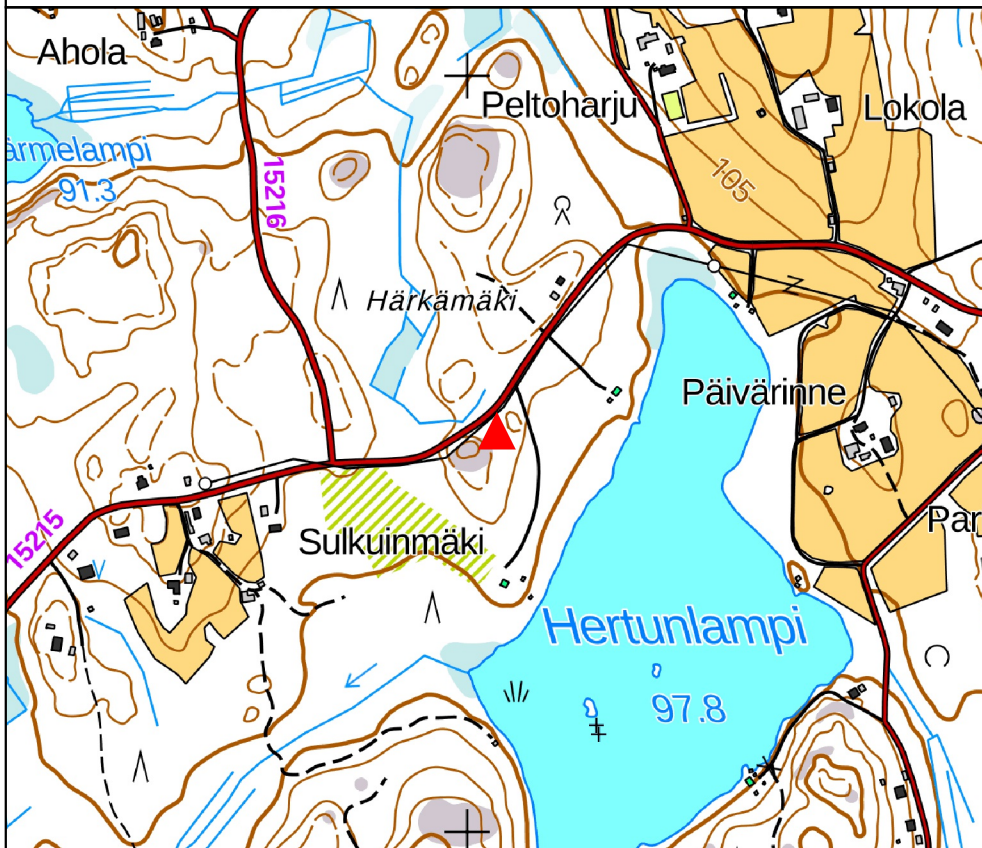 Ahola
Peltoharju
Lokola
ärmelampi
91.3
15216
105
Härkämäki
Päivärinne
15215
Sulkuinmäki
Par
Hertunlampi
97.8